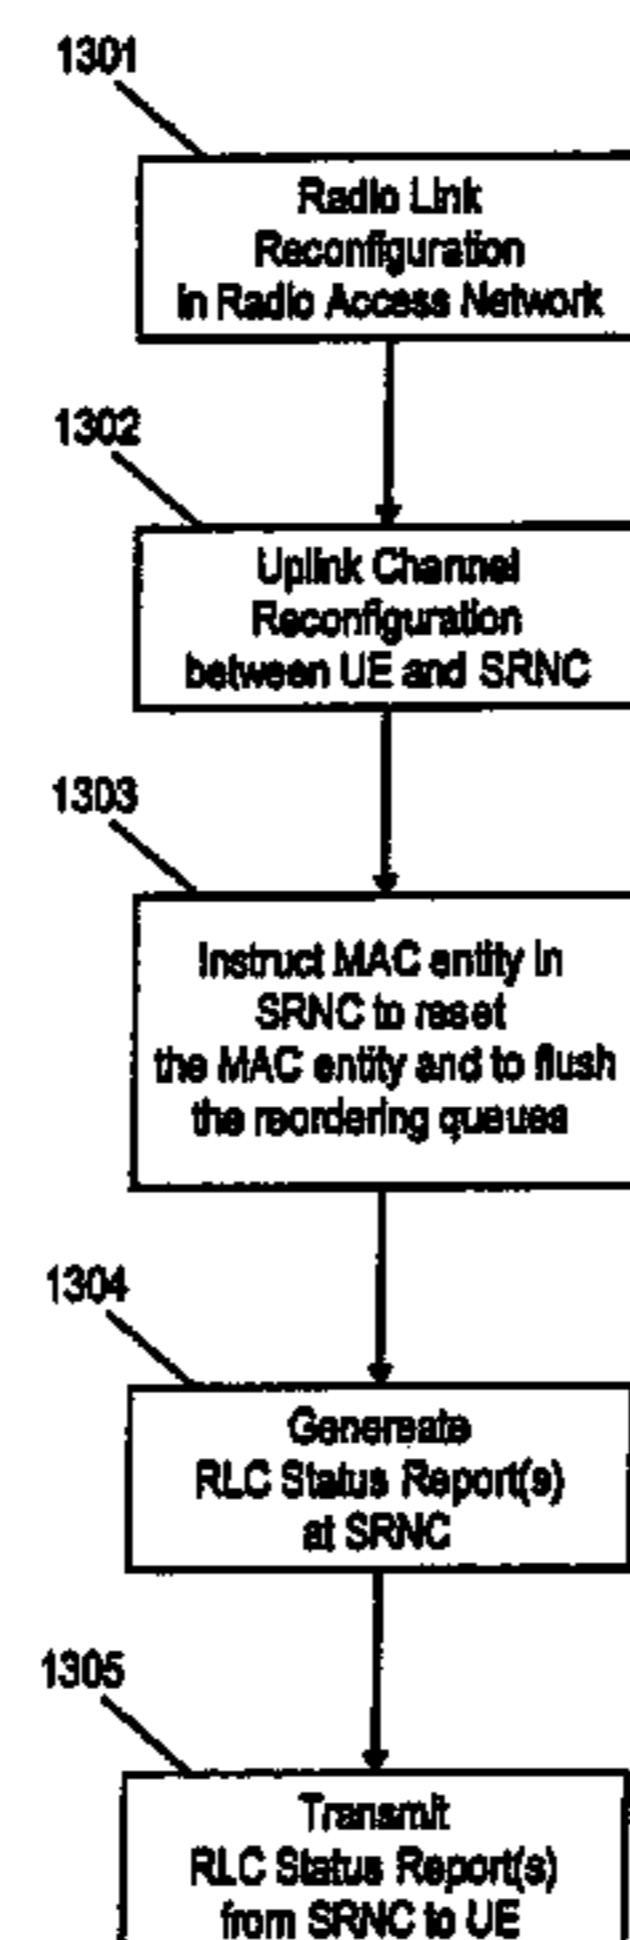 1301
Radio Link
Reconfiguration
in Radio Access Network
1302
Uplink Channel
Reconfiguration
between UE and SRNC
1303
Instruct MAC entity in
SRNC to reset
the MAC entity and to flush
the reordering queues
1304
Genereate
RLC Status Report(s)
at SRNC
1305
Transmit
RLC Status Report(s)
from SRNC to UE